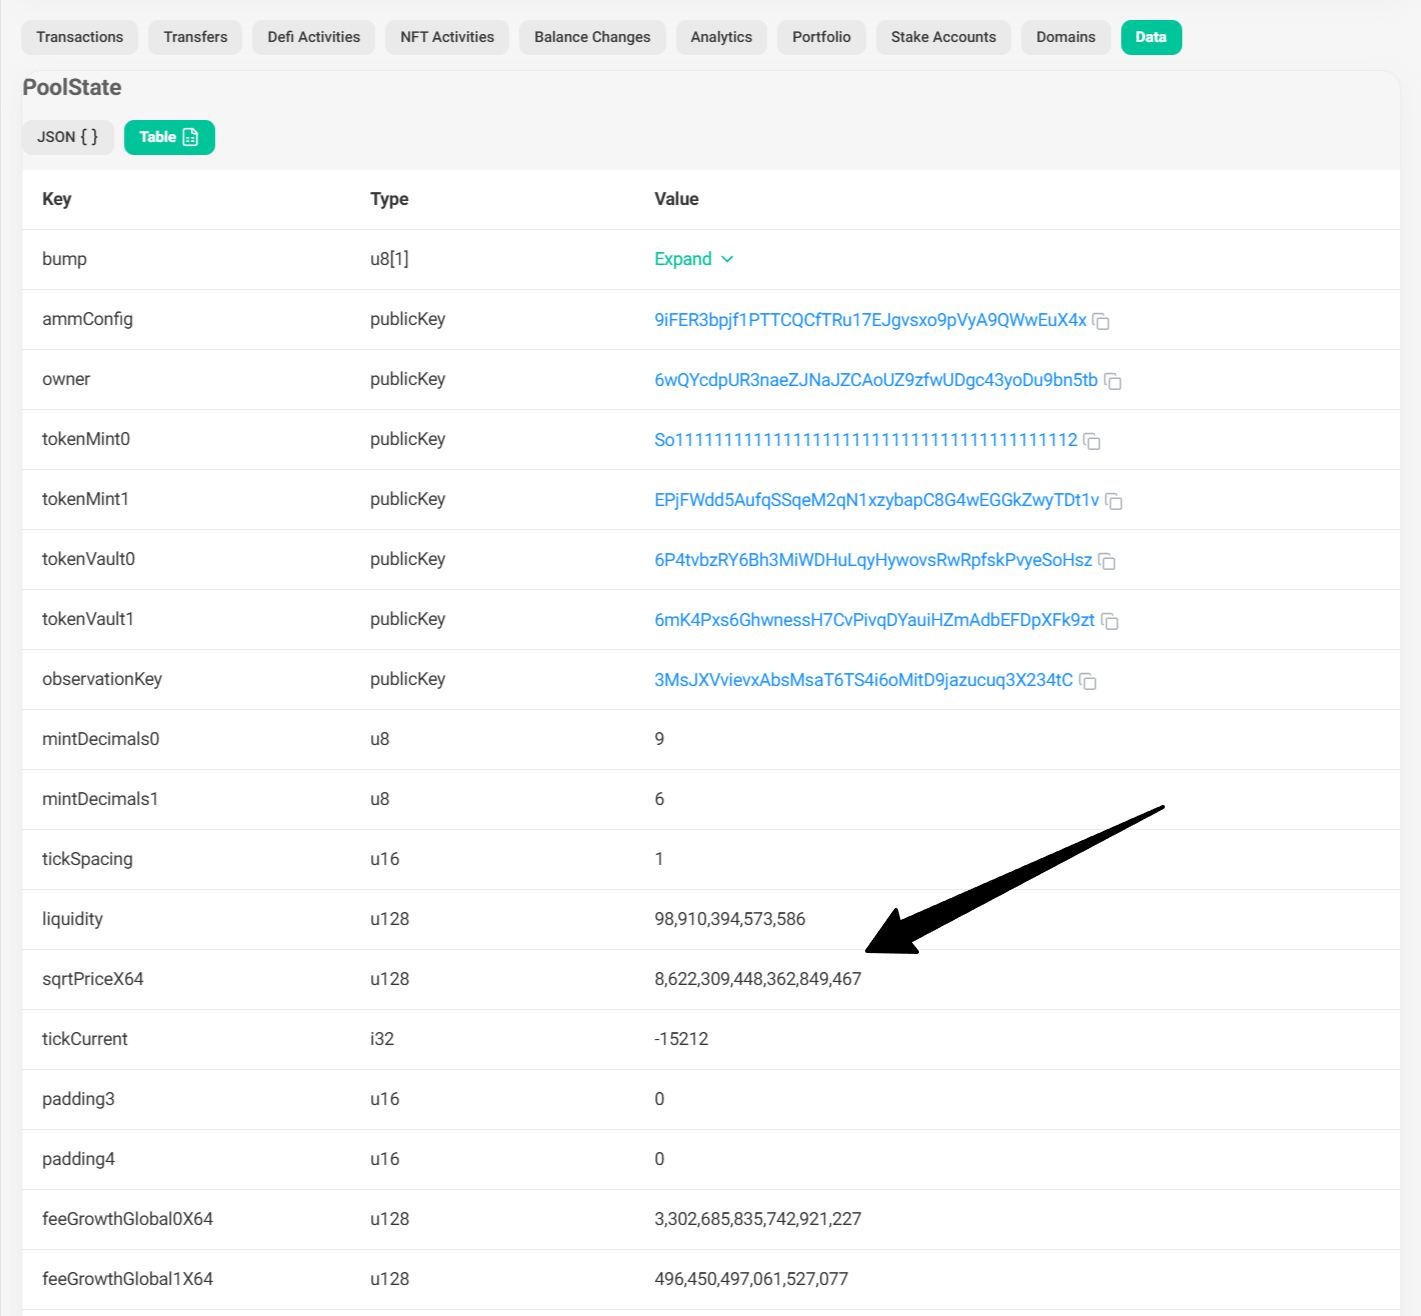 Transactions Transfers Defi Activities NFT Activities Balance Changes Analytics Portfolio Stake Accounts Domains Data
PoolState
JSON { } Table
Key Type Value
bump u8[1] Expand
ammConfig publicKey 9iFER3bpjf1PTTCQCfTRu17EJgvsxo9pVyA9QWwEuX4x
owner publicKey 6wQYcdpUR3naeZJNaJZCAoUZ9zfwUDgc43yoDu9bn5tb
tokenMint0 publicKey So11111111111111111111111111111111111111112
tokenMint1 publicKey EPjFWdd5AufqSSqeM2qN1xzybapC8G4wEGGkZwyTDt1v
tokenVault0 publicKey 6P4tvbzRY6Bh3MiWDHuLqyHywovsRwRpfskPvyeSoHsz
tokenVault1 publicKey 6mK4Pxs6GhwnessH7CvPivqDYauiHZmAdbEFDpXFk9zt
observationKey publicKey 3MsJXVvievxAbsMsaT6TS4i6oMitD9jazucuq3X234tC
mintDecimals0 u8 9
mintDecimals1 u8 6
tickSpacing u16 1
liquidity u128 98,910,394,573,586
sqrtPriceX64 u128 8,622,309,448,362,849,467
tickCurrent i32 -15212
padding3 u16 0
padding4 u16 0
feeGrowthGlobal0X64 u128 3,302,685,835,742,921,227
feeGrowthGlobal1X64 u128 496,450,497,061,527,077